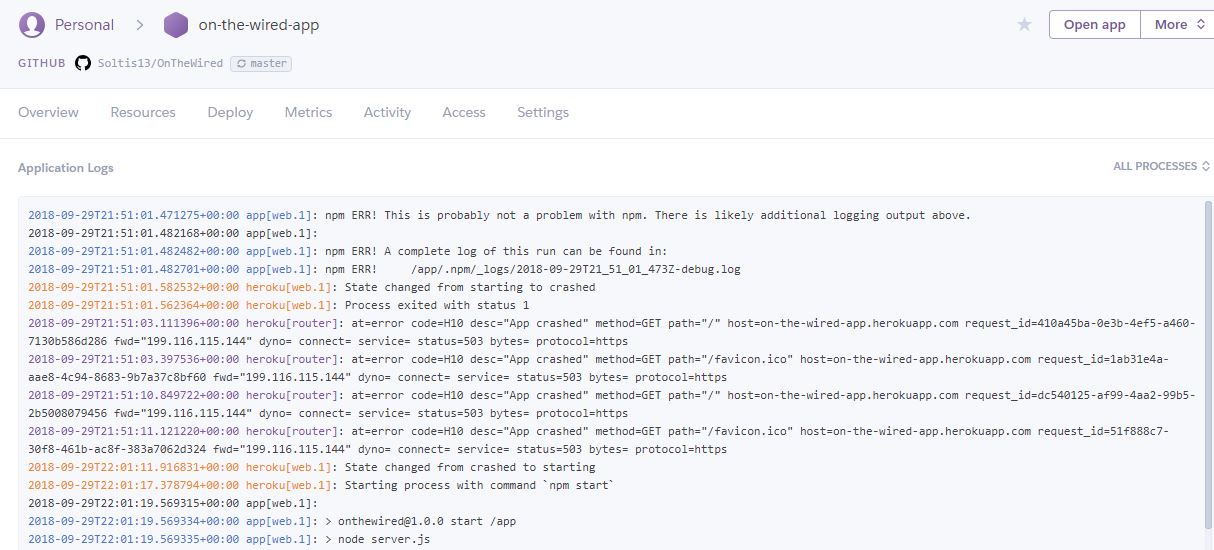 Personal > on-the-wired-app Open app More
GITHUB Soltis13/OnTheWired master
Overview Resources Deploy Metrics Activity Access Settings
Application Logs ALL PROCESSES
2018-09-29T21:51:01.471275+00:00 app[web.1]: npm ERR! This is probably not a problem with npm. There is likely additional logging output above.
2018-09-29T21:51:01.482168+00:00 app[web.1]:
2018-09-29T21:51:01.482482+00:00 app[web.1]: npm ERR! A complete log of this run can be found in:
2018-09-29T21:51:01.482701+00:00 app[web.1]: npm ERR!     /app/.npm/_logs/2018-09-29T21_51_01_473Z-debug.log
2018-09-29T21:51:01.582532+00:00 heroku[web.1]: State changed from starting to crashed
2018-09-29T21:51:01.562364+00:00 heroku[web.1]: Process exited with status 1
2018-09-29T21:51:03.111396+00:00 heroku[router]: at=error code=H10 desc="App crashed" method=GET path="/" host=on-the-wired-app.herokuapp.com request_id=410a45ba-0e3b-4ef5-a460-
7130b586d286 fwd="199.116.115.144" dyno= connect= service= status=503 bytes= protocol=https
2018-09-29T21:51:03.397536+00:00 heroku[router]: at=error code=H10 desc="App crashed" method=GET path="/favicon.ico" host=on-the-wired-app.herokuapp.com request_id=1ab31e4a-
aae8-4c94-8683-9b7a37c8bf60 fwd="199.116.115.144" dyno= connect= service= status=503 bytes= protocol=https
2018-09-29T21:51:10.849722+00:00 heroku[router]: at=error code=H10 desc="App crashed" method=GET path="/" host=on-the-wired-app.herokuapp.com request_id=dc540125-af99-4aa2-99b5-
2b5008079456 fwd="199.116.115.144" dyno= connect= service= status=503 bytes= protocol=https
2018-09-29T21:51:11.121220+00:00 heroku[router]: at=error code=H10 desc="App crashed" method=GET path="/favicon.ico" host=on-the-wired-app.herokuapp.com request_id=51f888c7-
30f8-461b-ac8f-383a7062d324 fwd="199.116.115.144" dyno= connect= service= status=503 bytes= protocol=https
2018-09-29T22:01:11.916831+00:00 heroku[web.1]: State changed from crashed to starting
2018-09-29T22:01:17.378794+00:00 heroku[web.1]: Starting process with command `npm start`
2018-09-29T22:01:19.569315+00:00 app[web.1]:
2018-09-29T22:01:19.569334+00:00 app[web.1]: > onthewired@1.0.0 start /app
2018-09-29T22:01:19.569335+00:00 app[web.1]: > node server.js